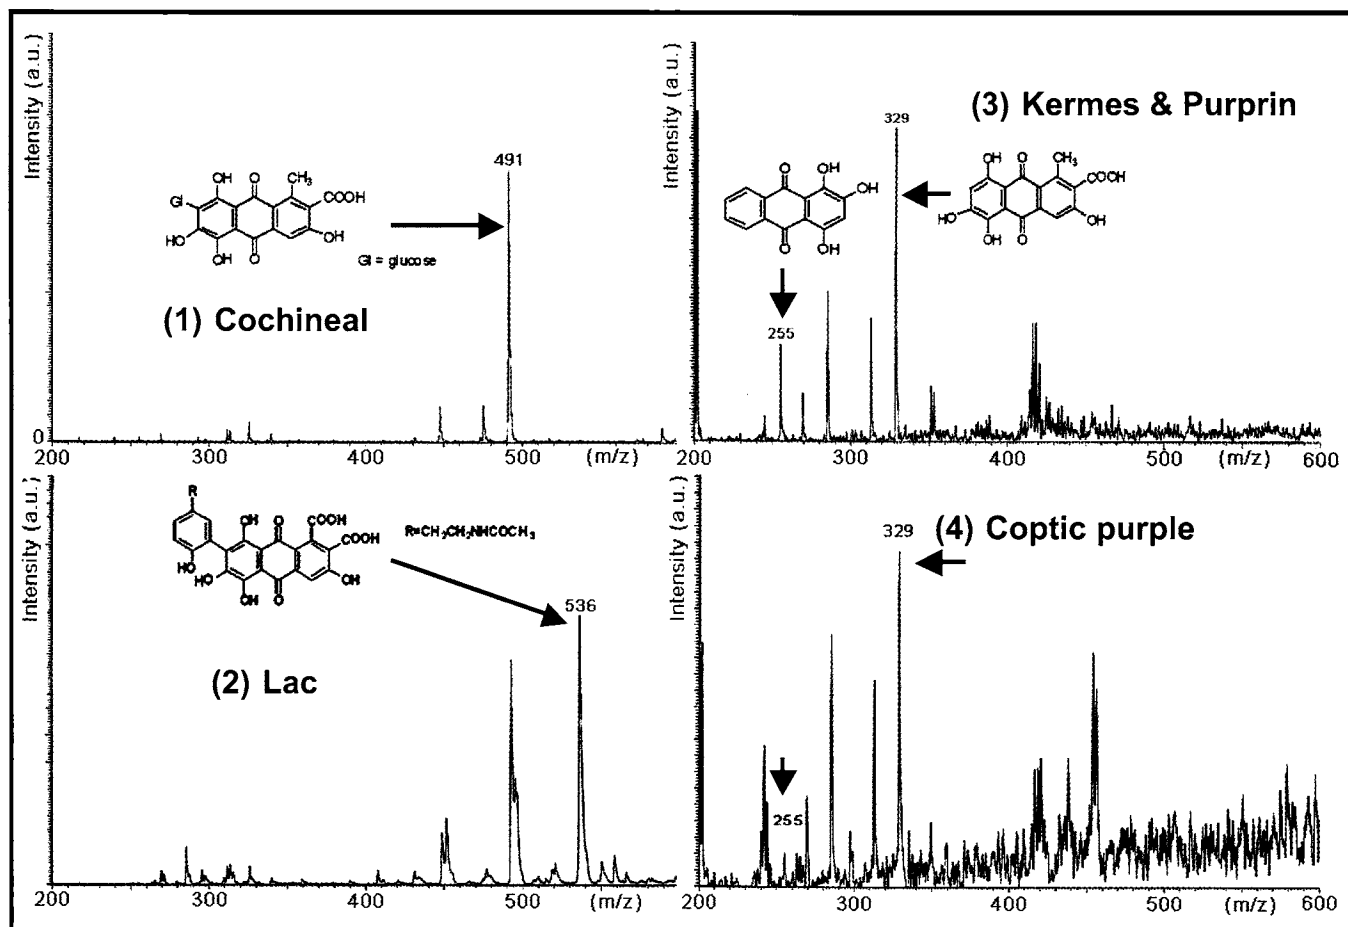 Intensity (a.u.)
491
OH
O
CH₃
Gl
COOH
HO
OH
OH
O
Gl = glucose
(1) Cochineal
0
200
300
400
500
(m/z)
Intensity (a.u.)
(3) Kermes & Purprin
329
O
OH
OH
O
OH
OH
O
CH₃
COOH
HO
OH
OH
O
255
200
300
400
500
(m/z)
600
Intensity (a.u.)
R
OH
O
COOH
COOH
HO
HO
OH
OH
O
R=CH₂CH₂NHCOCH₃
536
(2) Lac
200
300
400
500
(m/z)
Intensity (a.u.)
329
(4) Coptic purple
255
200
300
400
500
(m/z)
600